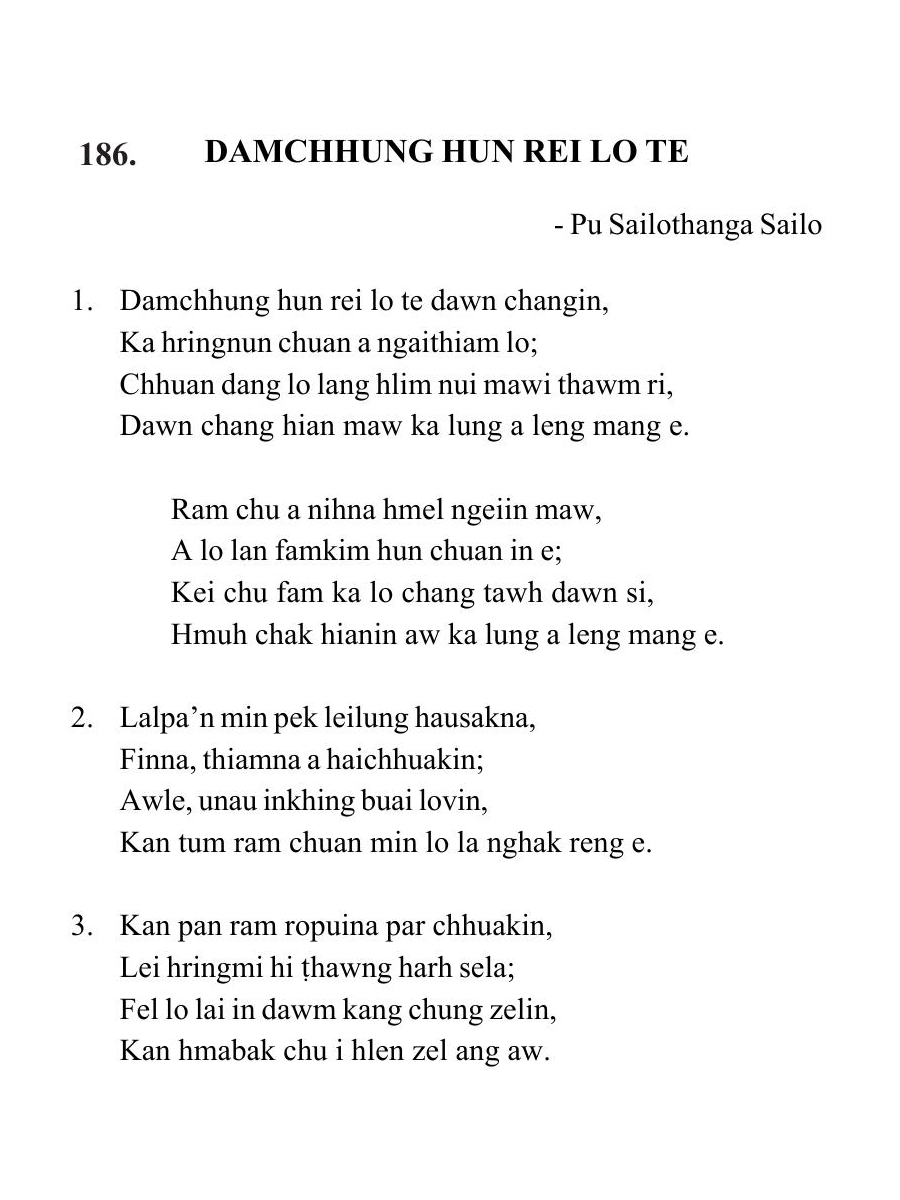 186. DAMCHHUNG HUN REI LO TE
- Pu Sailothanga Sailo
1. Damchhung hun rei lo te dawn changin,
Ka hringnun chuan a ngaithiam lo;
Chhuan dang lo lang hlim nui mawi thawm ri,
Dawn chang hian maw ka lung a leng mang e.
Ram chu a nihna hmel ngeiin maw,
A lo lan famkim hun chuan in e;
Kei chu fam ka lo chang tawh dawn si,
Hmuh chak hianin aw ka lung a leng mang e.
2. Lalpa’n min pek leilung hausakna,
Finna, thiamna a haichhuakin;
Awle, unau inkhing buai lovin,
Kan tum ram chuan min lo la nghak reng e.
3. Kan pan ram ropuina par chhuakin,
Lei hringmi hi ṭhawng harh sela;
Fel lo lai in dawm kang chung zelin,
Kan hmabak chu i hlen zel ang aw.